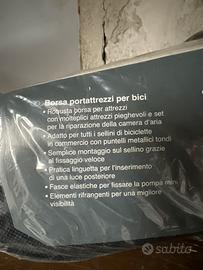 Borsa portattrezzi per bici
• Robusta borsa per attrezzi
con molteplici attrezzi pieghevoli e set
per la riparazione della camera d'aria
• Adatto per tutti i sellini di biciclette
in commercio con puntelli metallici tondi
• Semplice montaggio sul sellino grazie
al fissaggio veloce
• Pratica linguetta per l'inserimento
di una luce posteriore
• Fasce elastiche per fissare la pompa mini
• Elementi rifrangenti per una migliore
visibilità
subito